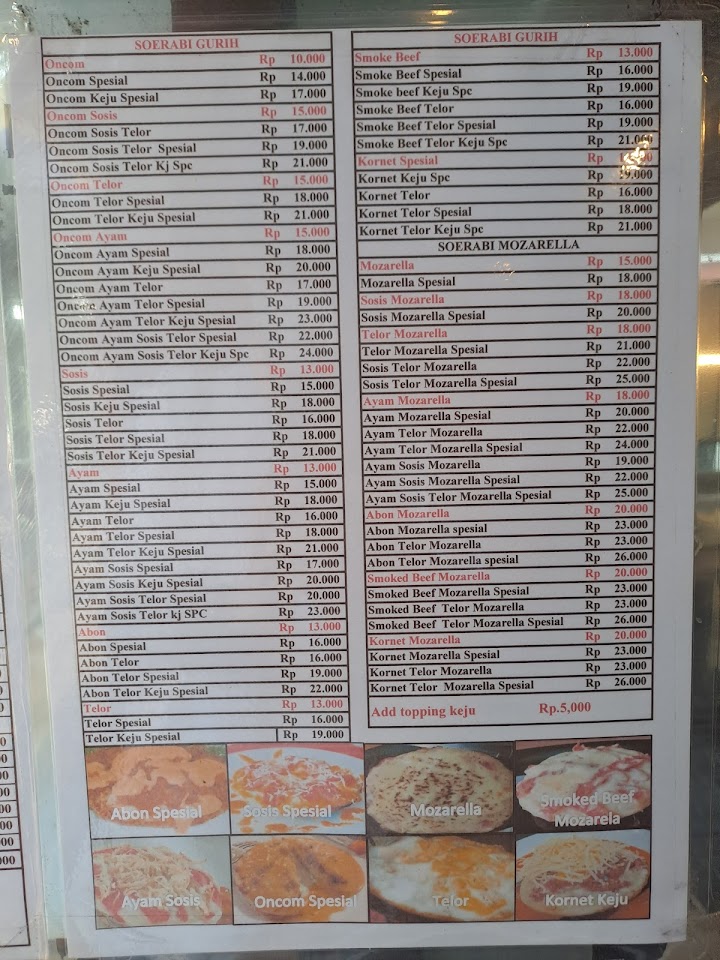 SOERABI GURIH
Oncom Rp 10.000
Oncom Spesial Rp 14.000
Oncom Keju Spesial Rp 17.000
Oncom Sosis Rp 15.000
Oncom Sosis Telor Rp 17.000
Oncom Sosis Telor Spesial Rp 19.000
Oncom Sosis Telor Kj Spc Rp 21.000
Oncom Telor Rp 15.000
Oncom Telor Spesial Rp 18.000
Oncom Telor Keju Spesial Rp 21.000
Oncom Ayam Rp 15.000
Oncom Ayam Spesial Rp 18.000
Oncom Ayam Keju Spesial Rp 20.000
Oncom Ayam Telor Rp 17.000
Oncom Ayam Telor Spesial Rp 19.000
Oncom Ayam Telor Keju Spesial Rp 23.000
Oncom Ayam Sosis Telor Spesial Rp 22.000
Oncom Ayam Sosis Telor Keju Spc Rp 24.000
Sosis Rp 13.000
Sosis Spesial Rp 15.000
Sosis Keju Spesial Rp 18.000
Sosis Telor Rp 16.000
Sosis Telor Spesial Rp 18.000
Sosis Telor Keju Spesial Rp 21.000
Ayam Rp 13.000
Ayam Spesial Rp 15.000
Ayam Keju Spesial Rp 18.000
Ayam Telor Rp 16.000
Ayam Telor Spesial Rp 18.000
Ayam Telor Keju Spesial Rp 21.000
Ayam Sosis Spesial Rp 17.000
Ayam Sosis Keju Spesial Rp 20.000
Ayam Sosis Telor Spesial Rp 20.000
Ayam Sosis Telor kj SPC Rp 23.000
Abon Rp 13.000
Abon Spesial Rp 16.000
Abon Telor Rp 16.000
Abon Telor Spesial Rp 19.000
Abon Telor Keju Spesial Rp 22.000
Telor Rp 13.000
Telor Spesial Rp 16.000
Telor Keju Spesial Rp 19.000
SOERABI GURIH
Smoke Beef Rp 13.000
Smoke Beef Spesial Rp 16.000
Smoke beef Keju Spc Rp 19.000
Smoke Beef Telor Rp 16.000
Smoke Beef Telor Spesial Rp 19.000
Smoke Beef Telor Keju Spc Rp 21.000
Kornet Spesial Rp
Kornet Keju Spc Rp 19.000
Kornet Telor Rp 16.000
Kornet Telor Spesial Rp 18.000
Kornet Telor Keju Spc Rp 21.000
SOERABI MOZARELLA
Mozarella Rp 15.000
Mozarella Spesial Rp 18.000
Sosis Mozarella Rp 18.000
Sosis Mozarella Spesial Rp 20.000
Telor Mozarella Rp 18.000
Telor Mozarella Spesial Rp 21.000
Sosis Telor Mozarella Rp 22.000
Sosis Telor Mozarella Spesial Rp 25.000
Ayam Mozarella Rp 18.000
Ayam Mozarella Spesial Rp 20.000
Ayam Telor Mozarella Rp 22.000
Ayam Telor Mozarella Spesial Rp 24.000
Ayam Sosis Mozarella Rp 19.000
Ayam Sosis Mozarella Spesial Rp 22.000
Ayam Sosis Telor Mozarella Spesial Rp 25.000
Abon Mozarella Rp 20.000
Abon Mozarella spesial Rp 23.000
Abon Telor Mozarella Rp 23.000
Abon Telor Mozarella spesial Rp 26.000
Smoked Beef Mozarella Rp 20.000
Smoked Beef Mozarella Spesial Rp 23.000
Smoked Beef Telor Mozarella Rp 23.000
Smoked Beef Telor Mozarella Spesial Rp 26.000
Kornet Mozarella Rp 20.000
Kornet Mozarella Spesial Rp 23.000
Kornet Telor Mozarella Rp 23.000
Kornet Telor Mozarella Spesial Rp 26.000
Add topping keju Rp.5,000
Abon Spesial
Sosis Spesial
Mozarella
Smoked Beef
Mozarela
Ayam Sosis
Oncom Spesial
Telor
Kornet Keju